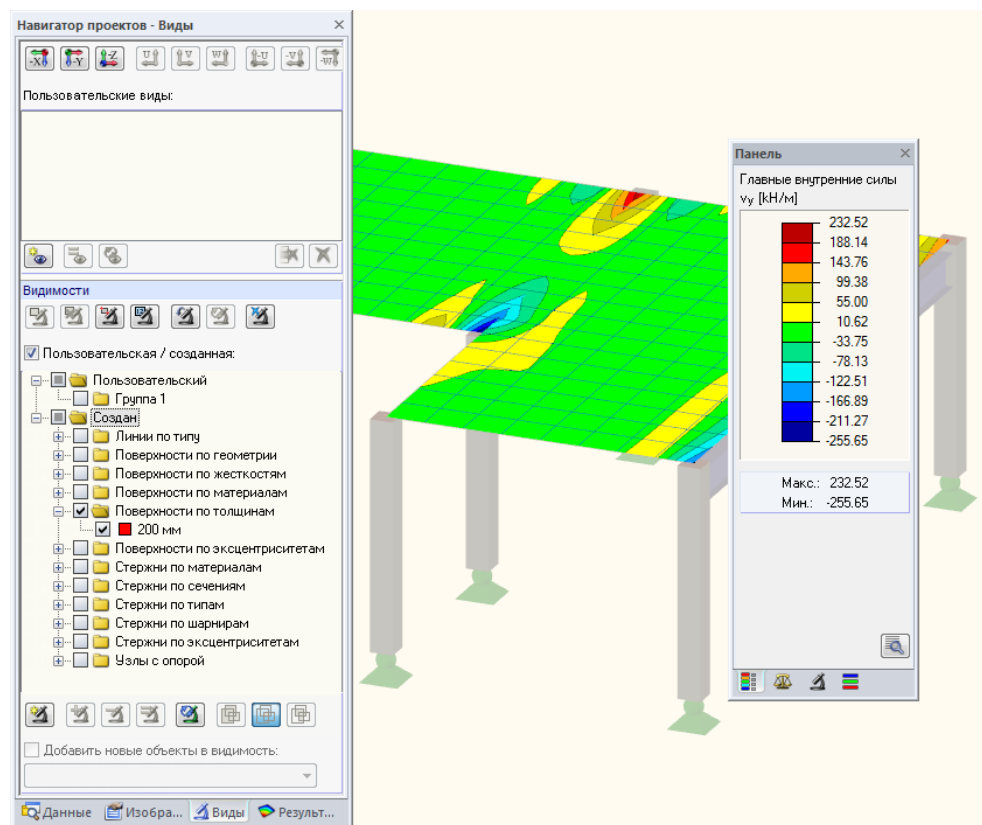 Навигатор проектов - Виды
-X -Y -Z U V W -U -V -W
Пользовательские виды:
Видимости
Пользовательская / созданная:
Пользовательский
Группа 1
Создан
Линии по типу
Поверхности по геометрии
Поверхности по жесткостям
Поверхности по материалам
Поверхности по толщинам
200 мм
Поверхности по эксцентриситетам
Стержни по материалам
Стержни по сечениям
Стержни по типам
Стержни по шарнирам
Стержни по эксцентриситетам
Узлы с опорой
Добавить новые объекты в видимость:
Данные Изобра... Виды Результ...
Панель
Главные внутренние силы
vy [kH/м]
232.52
188.14
143.76
99.38
55.00
10.62
-33.75
-78.13
-122.51
-166.89
-211.27
-255.65
Макс.: 232.52
Мин.: -255.65